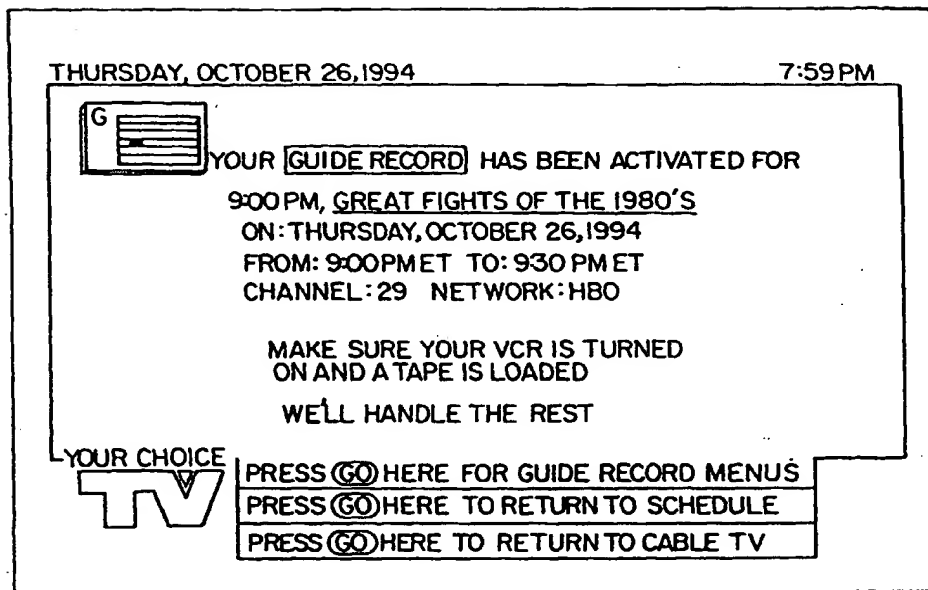 THURSDAY, OCTOBER 26,1994 7:59 PM
G
YOUR GUIDE RECORD HAS BEEN ACTIVATED FOR
9:00 PM, GREAT FIGHTS OF THE 1980'S
ON: THURSDAY, OCTOBER 26,1994
FROM: 9:00PM ET TO: 930 PM ET
CHANNEL: 29 NETWORK: HBO
MAKE SURE YOUR VCR IS TURNED
ON AND A TAPE IS LOADED
WE'LL HANDLE THE REST
YOUR CHOICE
TV
PRESS GO HERE FOR GUIDE RECORD MENUS
PRESS GO HERE TO RETURN TO SCHEDULE
PRESS GO HERE TO RETURN TO CABLE TV